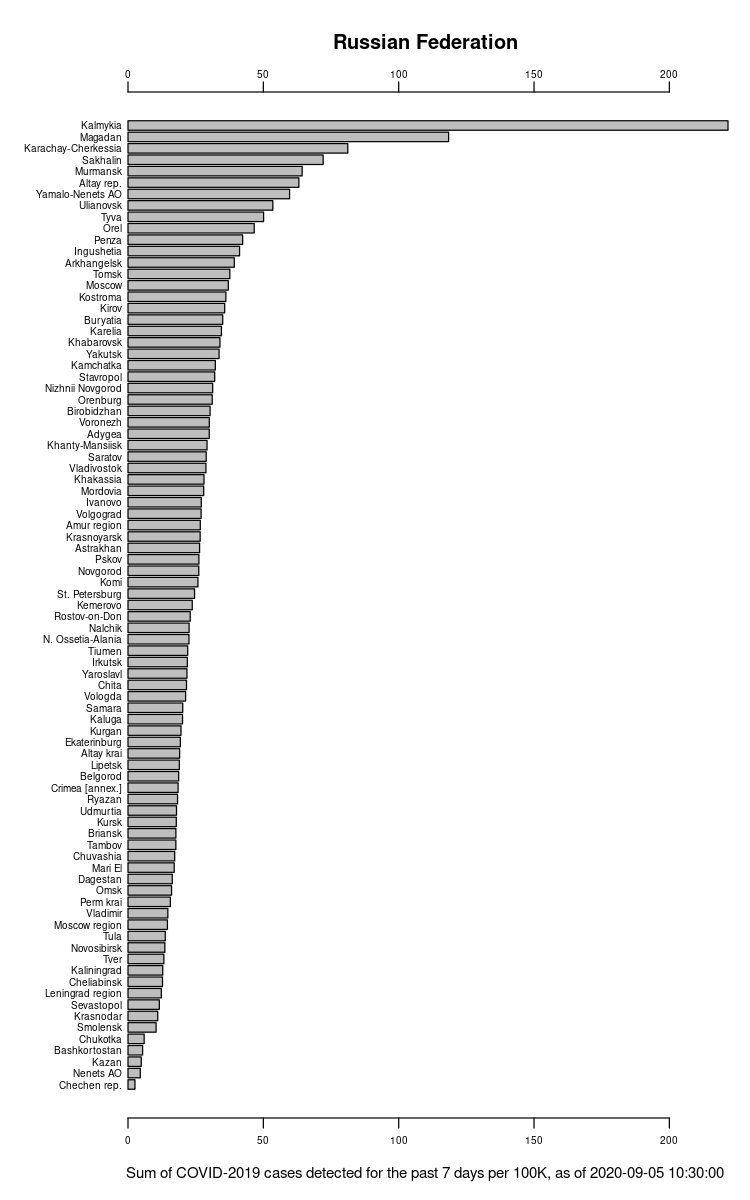 Russian Federation
0 50 100 150 200
Kalmykia
Magadan
Karachay-Cherkessia
Sakhalin
Murmansk
Altay rep.
Yamalo-Nenets AO
Ulianovsk
Tyva
Orel
Penza
Ingushetia
Arkhangelsk
Tomsk
Moscow
Kostroma
Kirov
Buryatia
Karelia
Khabarovsk
Yakutsk
Kamchatka
Stavropol
Nizhnii Novgorod
Orenburg
Birobidzhan
Voronezh
Adygea
Khanty-Mansiisk
Saratov
Vladivostok
Khakassia
Mordovia
Ivanovo
Volgograd
Amur region
Krasnoyarsk
Astrakhan
Pskov
Novgorod
Komi
St. Petersburg
Kemerovo
Rostov-on-Don
Nalchik
N. Ossetia-Alania
Tiumen
Irkutsk
Yaroslavl
Chita
Vologda
Samara
Kaluga
Kurgan
Ekaterinburg
Altay krai
Lipetsk
Belgorod
Crimea [annex.]
Ryazan
Udmurtia
Kursk
Briansk
Tambov
Chuvashia
Mari El
Dagestan
Omsk
Perm krai
Vladimir
Moscow region
Tula
Novosibirsk
Tver
Kaliningrad
Cheliabinsk
Leningrad region
Sevastopol
Krasnodar
Smolensk
Chukotka
Bashkortostan
Kazan
Nenets AO
Chechen rep.
0 50 100 150 200
Sum of COVID-2019 cases detected for the past 7 days per 100K, as of 2020-09-05 10:30:00